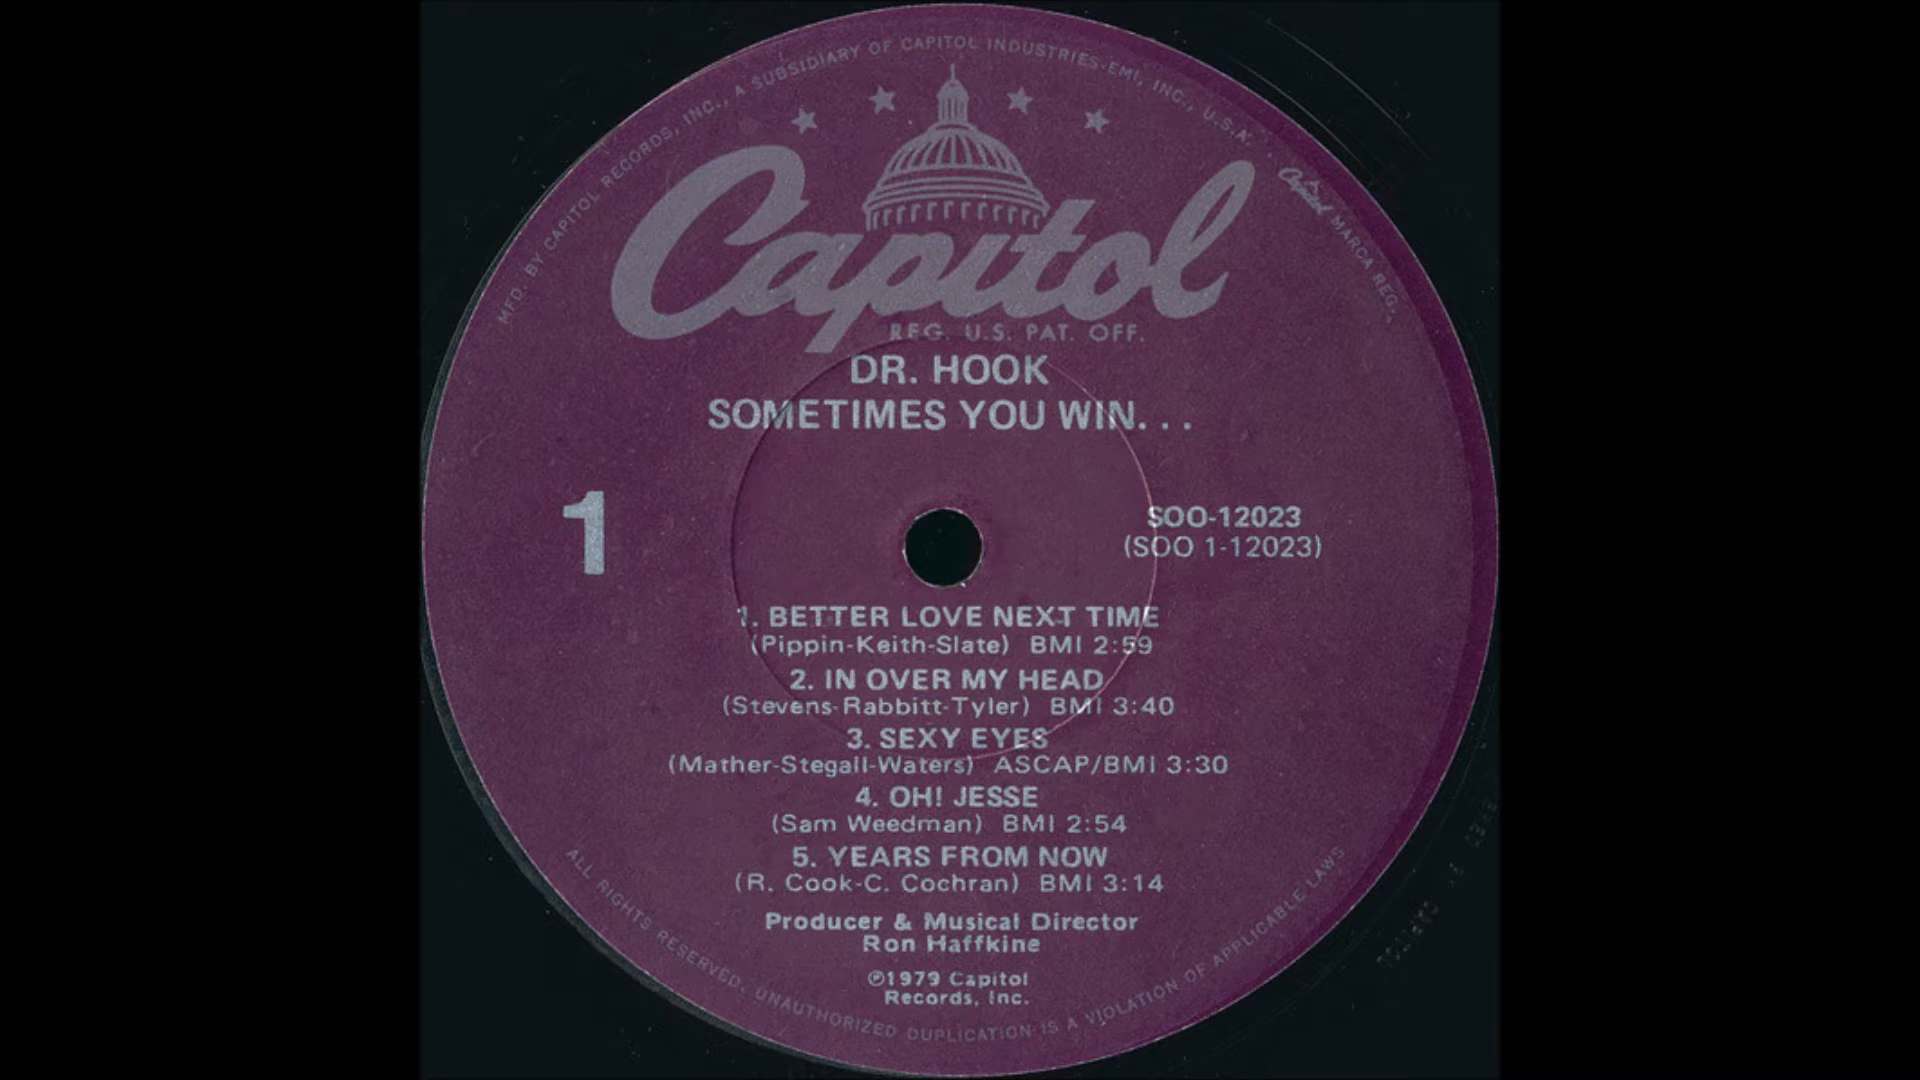 MFD. BY CAPITOL RECORDS, INC., A SUBSIDIARY OF CAPITOL INDUSTRIES-EMI, INC., U.S.A. · Capitol MARCA REG.
Capitol
REG. U.S. PAT. OFF.
DR. HOOK
SOMETIMES YOU WIN. . .
1
SOO-12023
(SOO 1-12023)
1. BETTER LOVE NEXT TIME
(Pippin-Keith-Slate) BMI 2:59
2. IN OVER MY HEAD
(Stevens-Rabbitt-Tyler) BMI 3:40
3. SEXY EYES
(Mather-Stegall-Waters) ASCAP/BMI 3:30
4. OH! JESSE
(Sam Weedman) BMI 2:54
5. YEARS FROM NOW
(R. Cook-C. Cochran) BMI 3:14
Producer & Musical Director
Ron Haffkine
℗1979 Capitol
Records, Inc.
ALL RIGHTS RESERVED. UNAUTHORIZED DUPLICATION IS A VIOLATION OF APPLICABLE LAWS